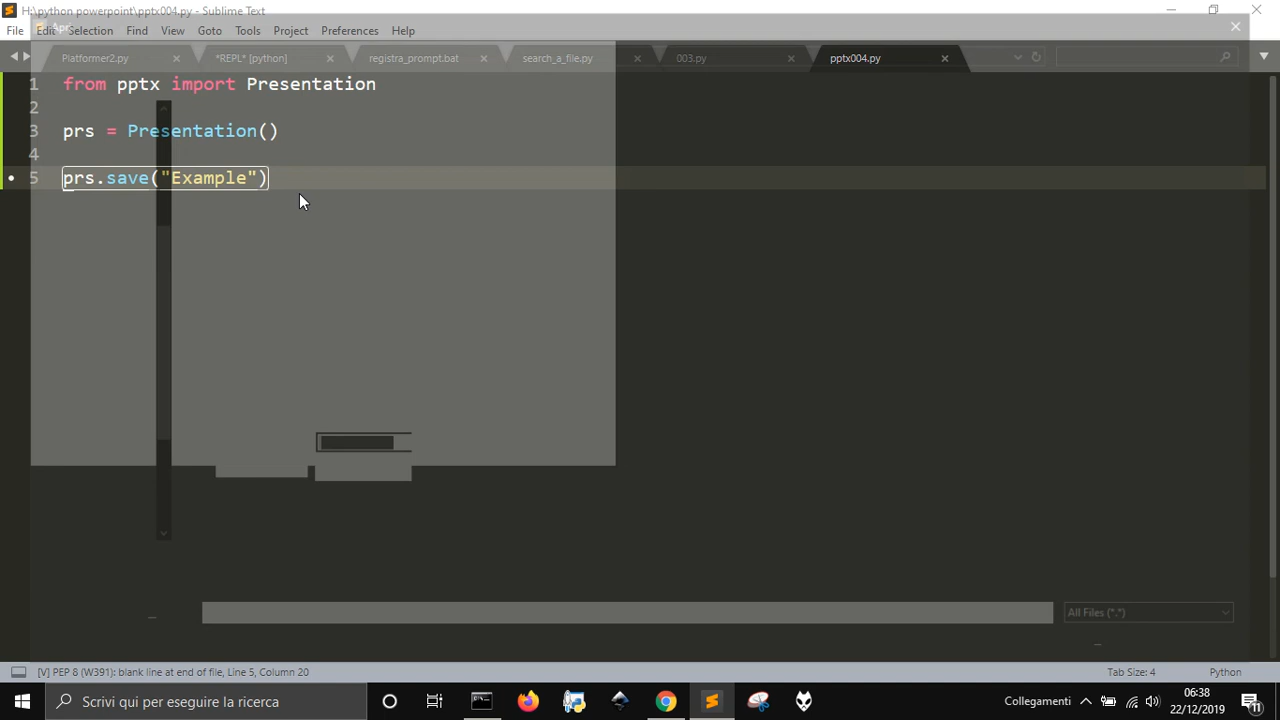 H:\python powerpoint\pptx004.py - Sublime Text
File Edit Selection Find View Goto Tools Project Preferences Help
Platformer2.py *REPL* [python] registra_prompt.bat search_a_file.py 003.py pptx004.py
1 from pptx import Presentation
2
3 prs = Presentation()
4
5 prs.save("Example")
All Files (*.*)
[V] PEP 8 (W391): blank line at end of file, Line 5, Column 20 Tab Size: 4 Python
Scrivi qui per eseguire la ricerca
Collegamenti
06:38
22/12/2019
11